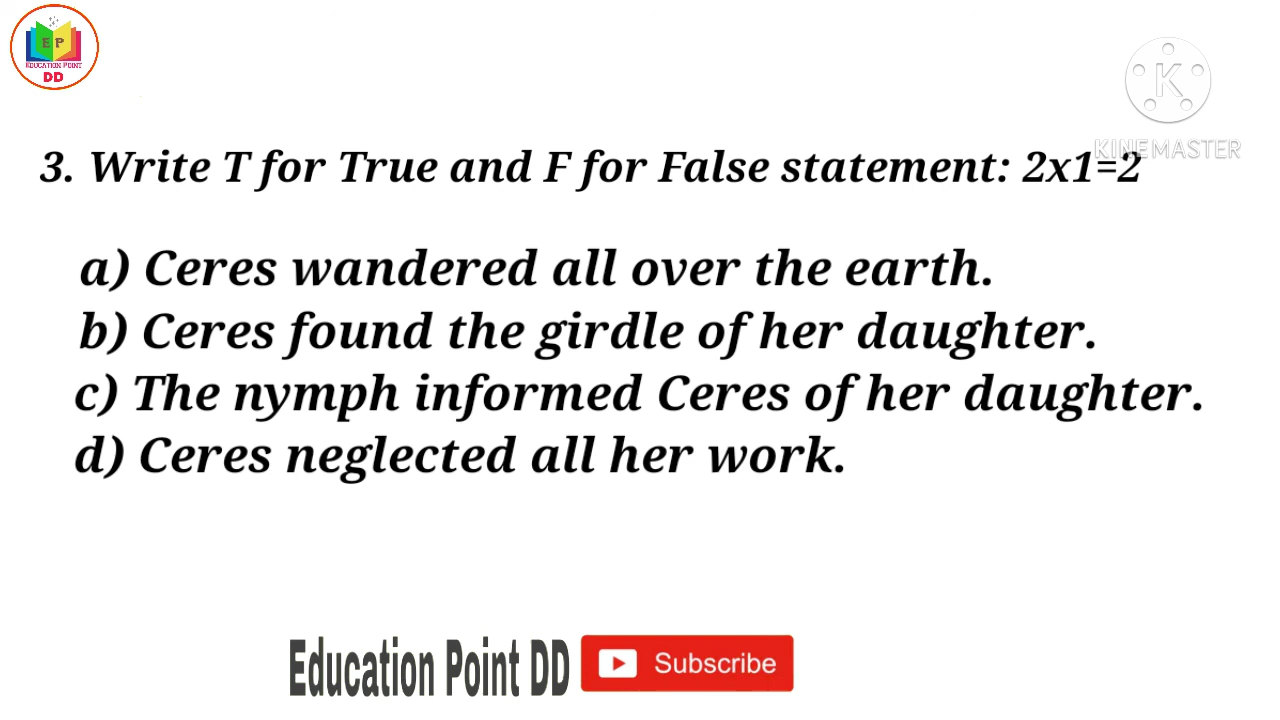 E P
EDUCATION POINT
DD
K
KINEMASTER
3. Write T for True and F for False statement: 2x1=2
a) Ceres wandered all over the earth.
b) Ceres found the girdle of her daughter.
c) The nymph informed Ceres of her daughter.
d) Ceres neglected all her work.
Education Point DD
Subscribe